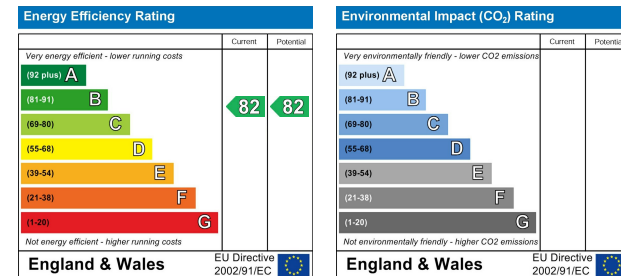 Energy Efficiency Rating
Current Potential
Very energy efficient - lower running costs
(92 plus) A
(81-91) B
82 82
(69-80) C
(55-68) D
(39-54) E
(21-38) F
(1-20) G
Not energy efficient - higher running costs
England & Wales
EU Directive
2002/91/EC
Environmental Impact (CO₂) Rating
Current Potentia
Very environmentally friendly - lower CO2 emissions
(92 plus) A
(81-91) B
(69-80) C
(55-68) D
(39-54) E
(21-38) F
(1-20) G
Not environmentally friendly - higher CO2 emissions
England & Wales
EU Directive
2002/91/EC